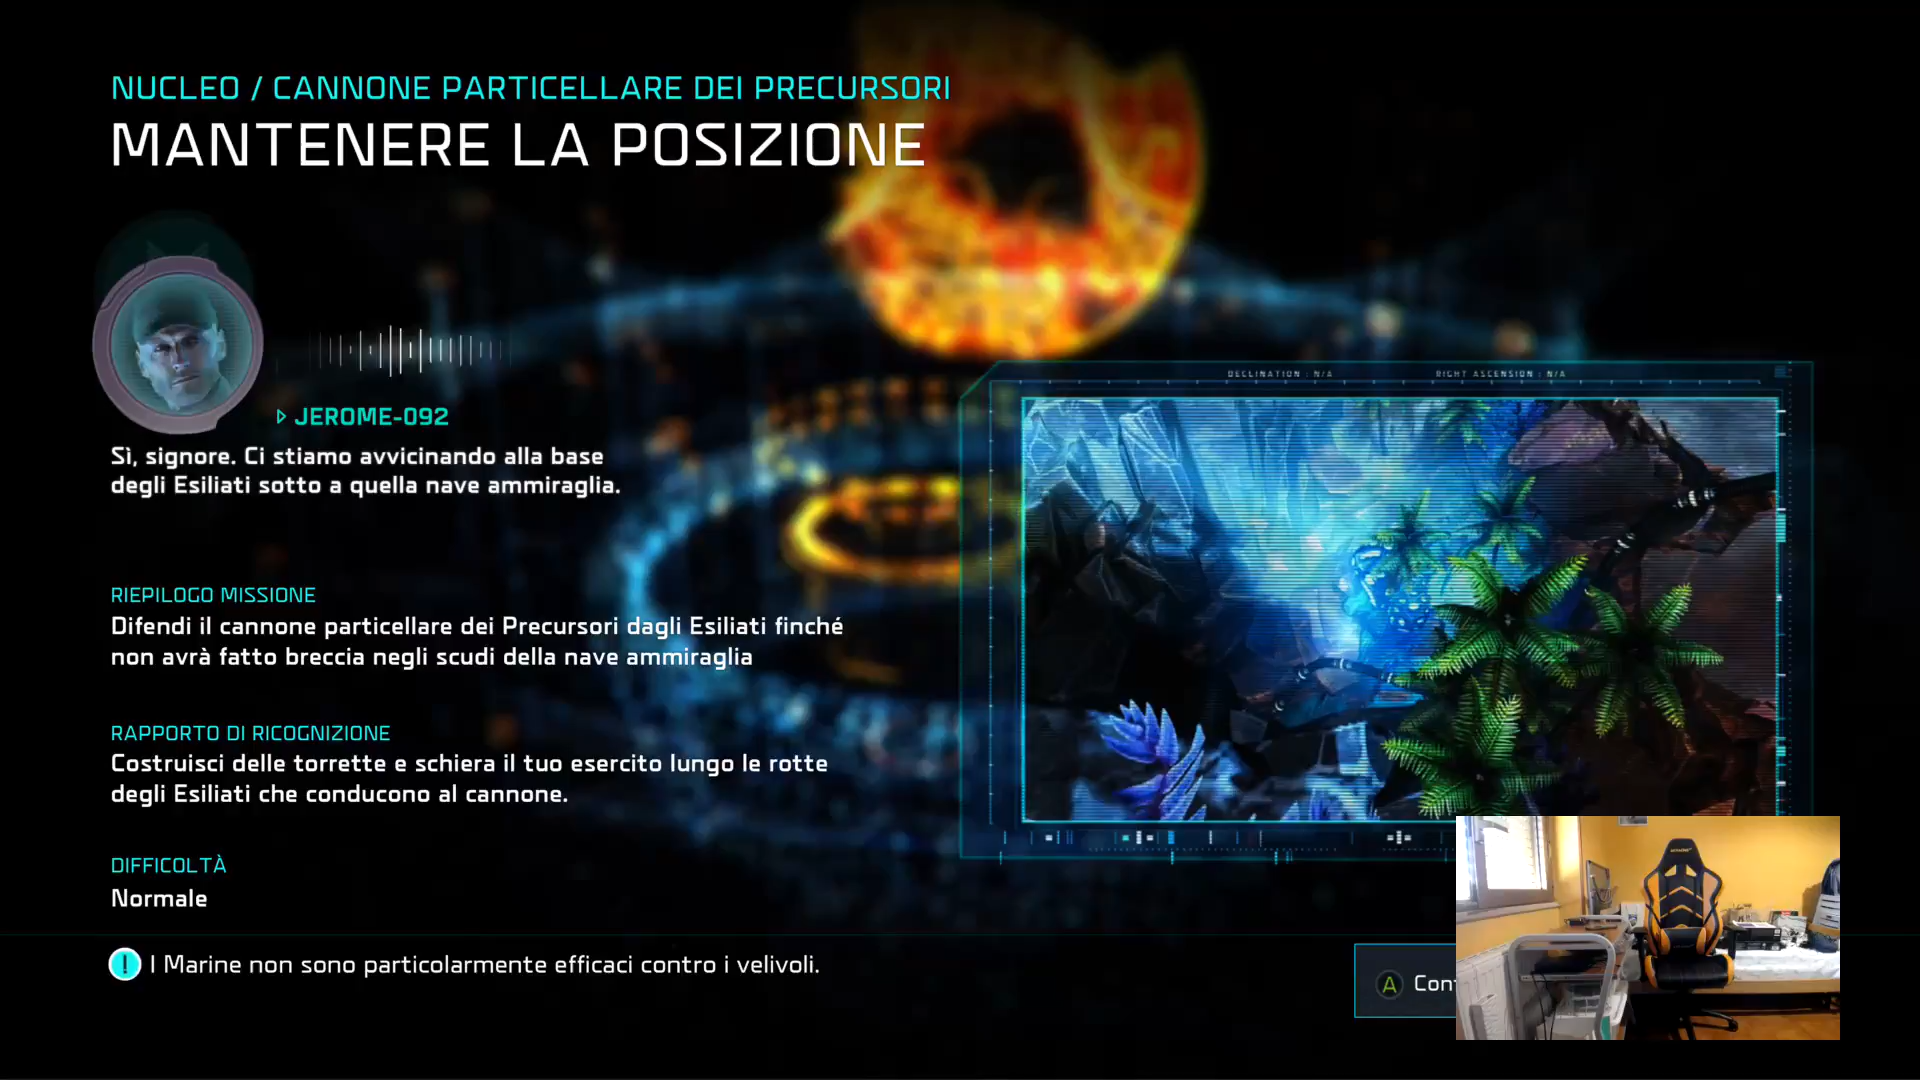 NUCLEO / CANNONE PARTICELLARE DEI PRECURSORI
MANTENERE LA POSIZIONE
DECLINATION : N/A
RIGHT ASCENSION : N/A
JEROME-092
Sì, signore. Ci stiamo avvicinando alla base
degli Esiliati sotto a quella nave ammiraglia.
RIEPILOGO MISSIONE
Difendi il cannone particellare dei Precursori dagli Esiliati finché
non avrà fatto breccia negli scudi della nave ammiraglia
RAPPORTO DI RICOGNIZIONE
Costruisci delle torrette e schiera il tuo esercito lungo le rotte
degli Esiliati che conducono al cannone.
DIFFICOLTÀ
Normale
! I Marine non sono particolarmente efficaci contro i velivoli.
A